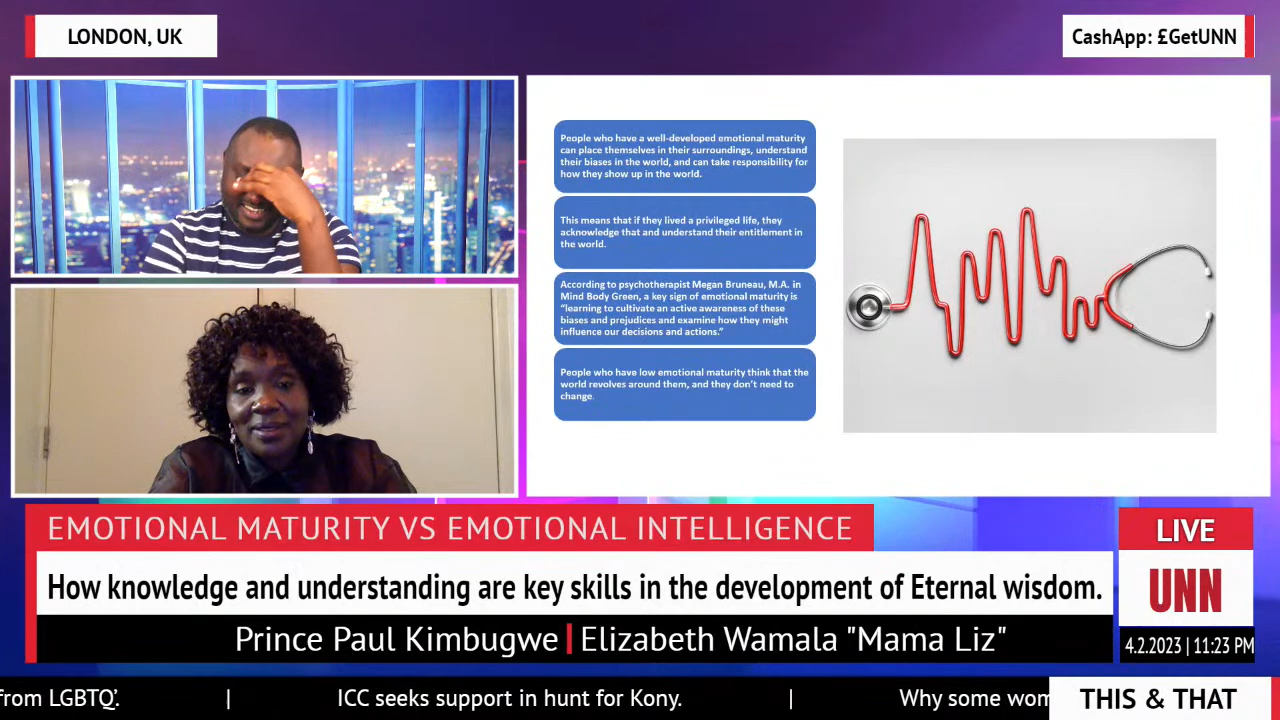 LONDON, UK
CashApp: £GetUNN
People who have a well-developed emotional maturity
can place themselves in their surroundings, understand
their biases in the world, and can take responsibility for
how they show up in the world.
This means that if they lived a privileged life, they
acknowledge that and understand their entitlement in
the world.
According to psychotherapist Megan Bruneau, M.A. in
Mind Body Green, a key sign of emotional maturity is
“learning to cultivate an active awareness of these
biases and prejudices and examine how they might
influence our decisions and actions.”
People who have low emotional maturity think that the
world revolves around them, and they don’t need to
change.
EMOTIONAL MATURITY VS EMOTIONAL INTELLIGENCE
How knowledge and understanding are key skills in the development of Eternal wisdom.
Prince Paul Kimbugwe | Elizabeth Wamala "Mama Liz"
LIVE
UNN
4.2.2023 | 11:23 PM
from LGBTQ'. | ICC seeks support in hunt for Kony. | Why some wom
THIS & THAT